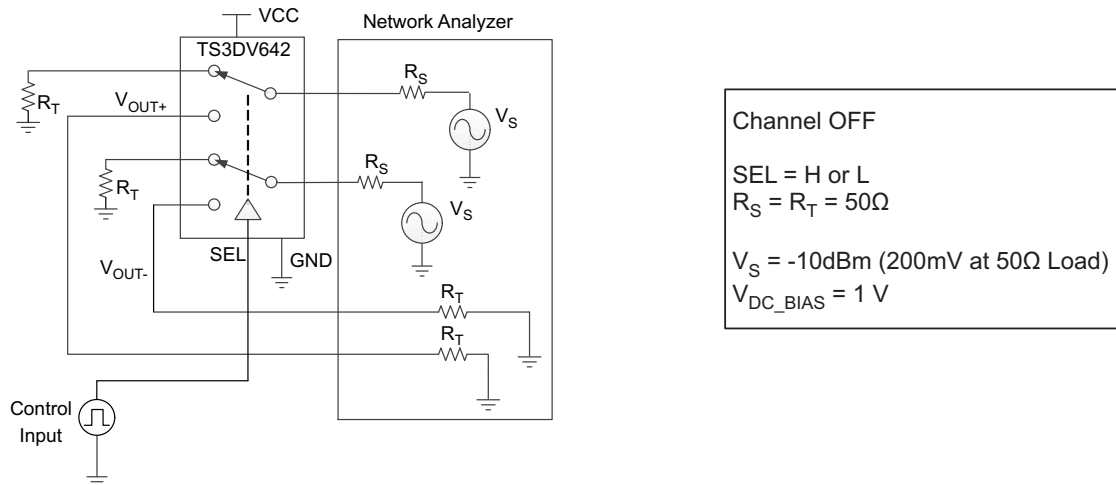 VCC
Network Analyzer
TS3DV642
R_S
R_T
V_OUT+
V_S
R_S
R_T
V_S
SEL
GND
V_OUT-
R_T
R_T
Control
Input
Channel OFF
SEL = H or L
R_S = R_T = 50Ω
V_S = -10dBm (200mV at 50Ω Load)
V_DC_BIAS = 1 V